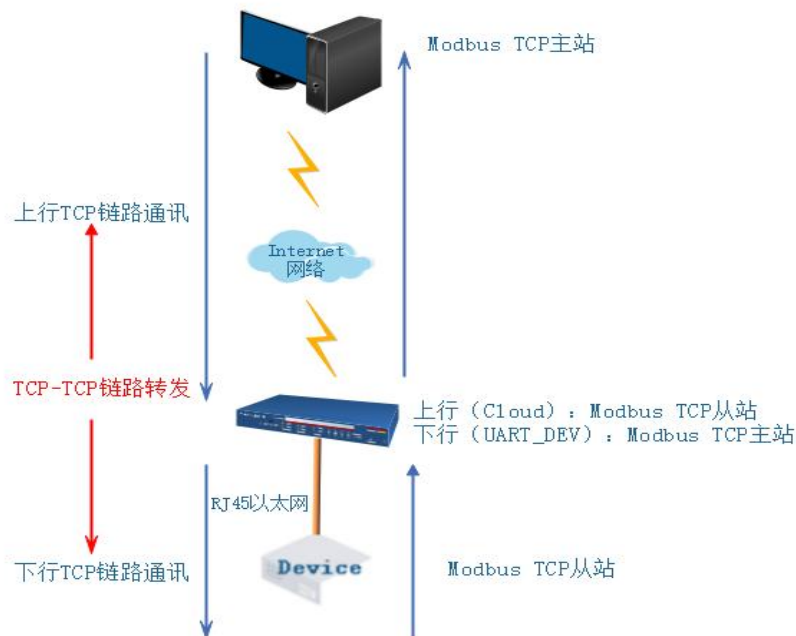 Modbus TCP主站
上行TCP链路通讯
Internet
网络
TCP-TCP链路转发
上行（Cloud）：Modbus TCP从站
下行（UART_DEV）：Modbus TCP主站
RJ45以太网
下行TCP链路通讯
Device
Modbus TCP从站